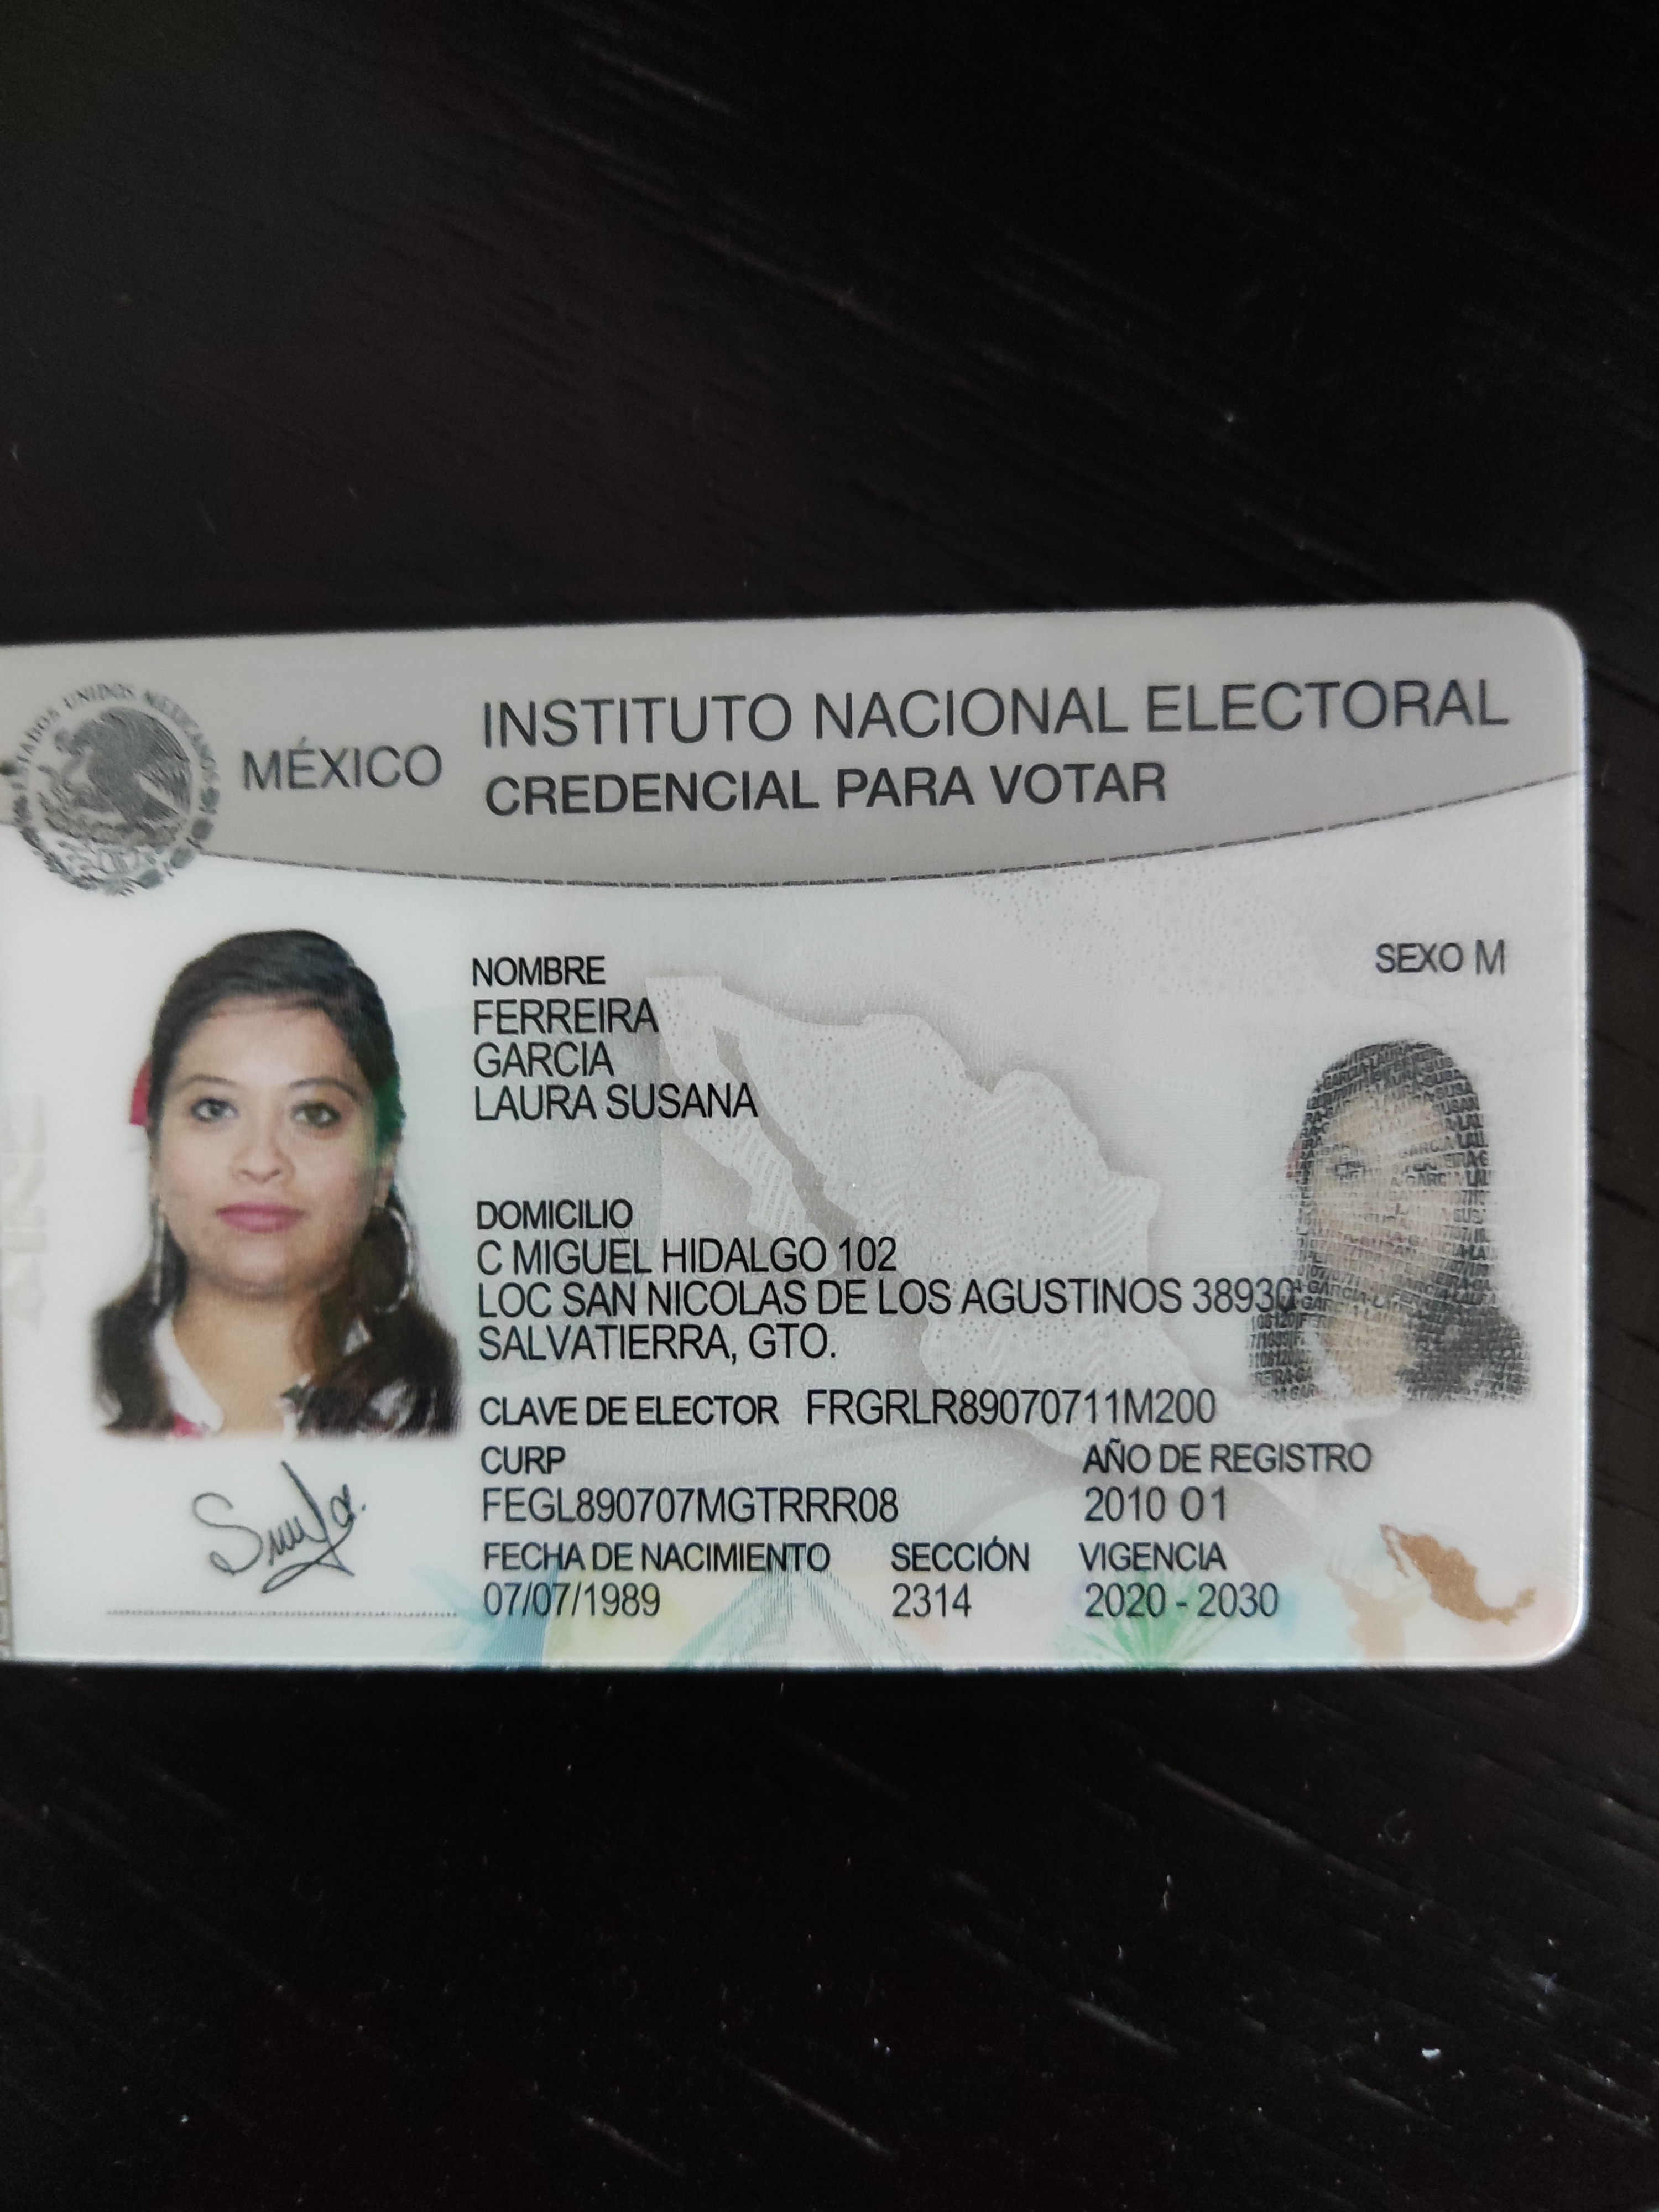 ESTADOS UNIDOS MEXICANOS
MÉXICO
INSTITUTO NACIONAL ELECTORAL
CREDENCIAL PARA VOTAR
SEXO M
NOMBRE
FERREIRA
GARCIA
LAURA SUSANA
DOMICILIO
C MIGUEL HIDALGO 102
LOC SAN NICOLAS DE LOS AGUSTINOS 38930
SALVATIERRA, GTO.
CLAVE DE ELECTOR FRGRLR89070711M200
CURP
FEGL890707MGTRRR08
AÑO DE REGISTRO
2010 01
FECHA DE NACIMIENTO
07/07/1989
SECCIÓN
2314
VIGENCIA
2020 - 2030